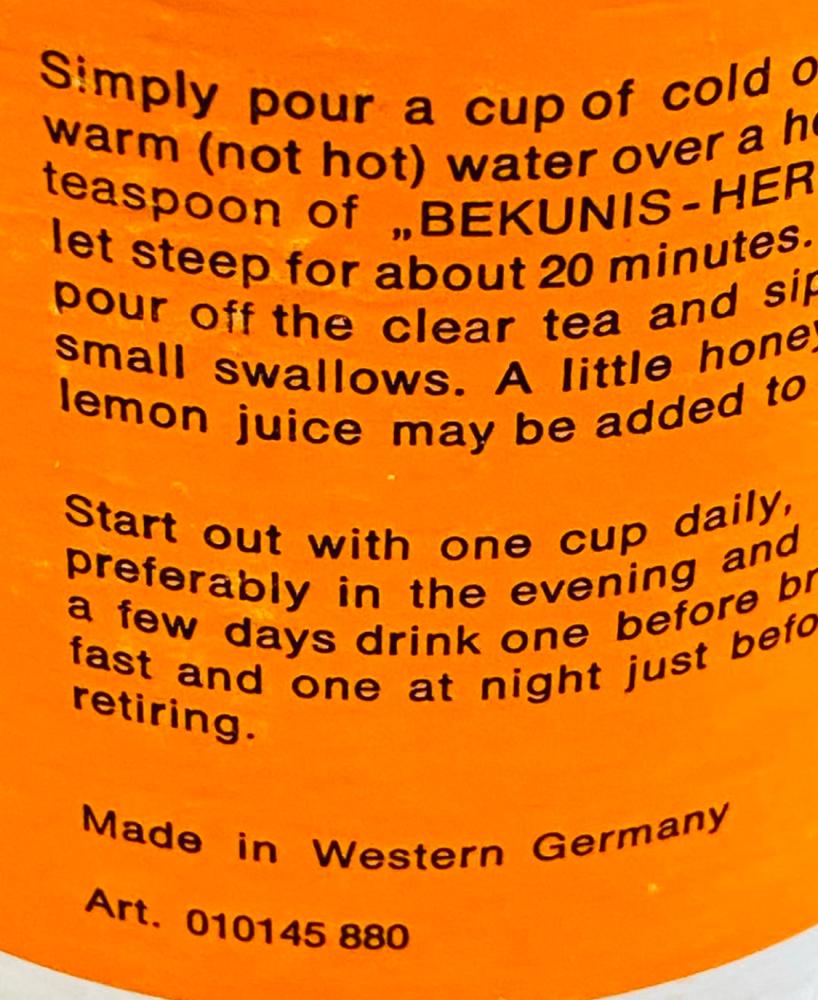 Simply pour a cup of cold o
warm (not hot) water over a he
teaspoon of „BEKUNIS-HER
let steep for about 20 minutes.
pour off the clear tea and sip
small swallows. A little honey
lemon juice may be added to
Start out with one cup daily,
preferably in the evening and
a few days drink one before br
fast and one at night just befo
retiring.
Made in Western Germany
Art. 010145 880